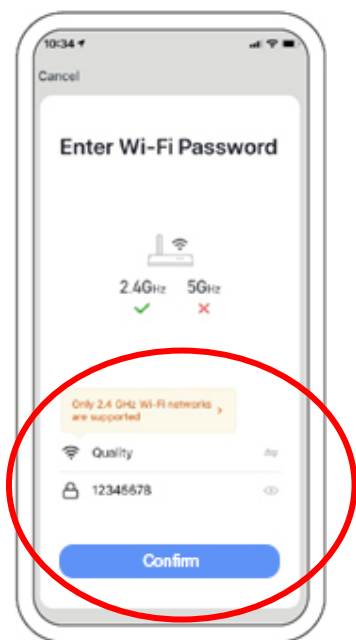 10:34
Cancel
Enter Wi-Fi Password
2.4GHz 5GHz
Only 2.4 GHz Wi-Fi networks
are supported
Quality
12345678
Confirm